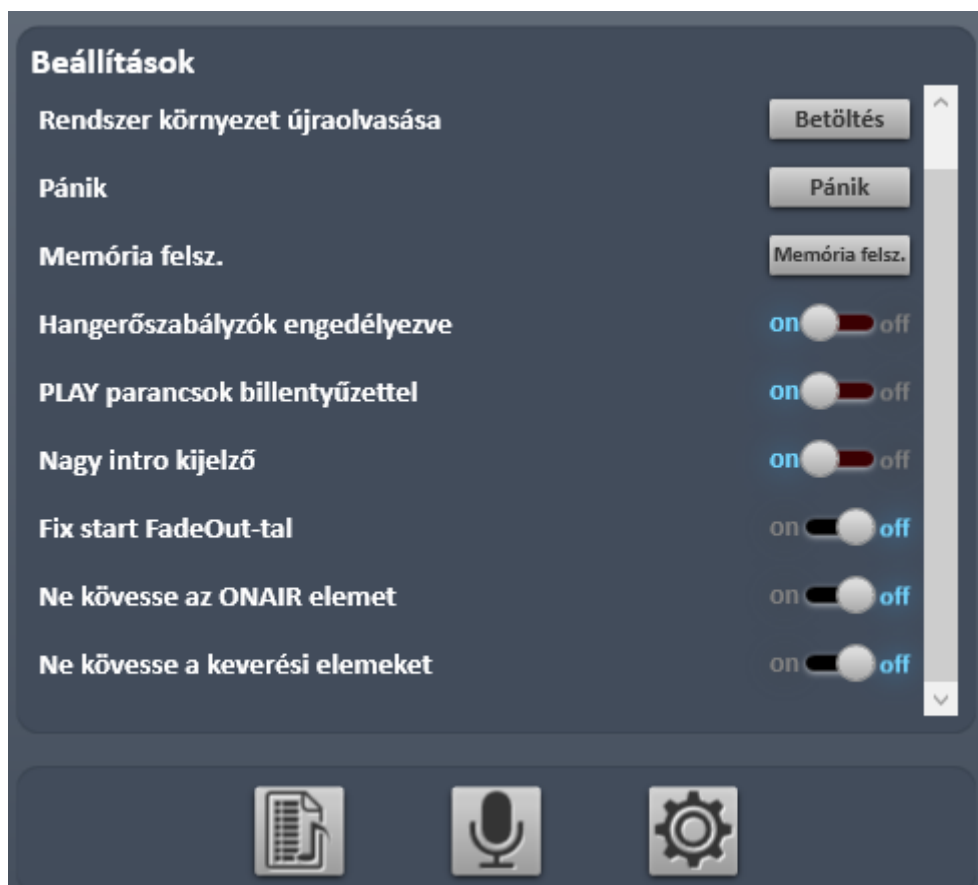 Beállítások
Rendszer környezet újraolvasása Betöltés
Pánik Pánik
Memória felsz. Memória felsz.
Hangerőszabályzók engedélyezve on off
PLAY parancsok billentyűzettel on off
Nagy intro kijelző on off
Fix start FadeOut-tal on off
Ne kövesse az ONAIR elemet on off
Ne kövesse a keverési elemeket on off